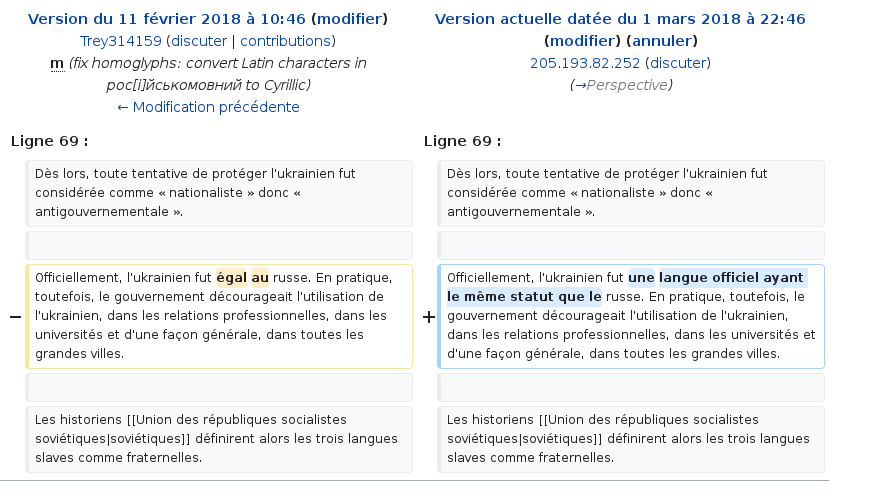 Version du 11 février 2018 à 10:46 (modifier)
Trey314159 (discuter | contributions)
m (fix homoglyphs: convert Latin characters in
рос[i]йськомовний to Cyrillic)
← Modification précédente
Version actuelle datée du 1 mars 2018 à 22:46
(modifier) (annuler)
205.193.82.252 (discuter)
(→Perspective)
Ligne 69 :
Ligne 69 :
Dès lors, toute tentative de protéger l'ukrainien fut
considérée comme « nationaliste » donc «
antigouvernementale ».
Dès lors, toute tentative de protéger l'ukrainien fut
considérée comme « nationaliste » donc «
antigouvernementale ».
− Officiellement, l'ukrainien fut égal au russe. En pratique,
toutefois, le gouvernement décourageait l'utilisation de
l'ukrainien, dans les relations professionnelles, dans les
universités et d'une façon générale, dans toutes les
grandes villes.
+ Officiellement, l'ukrainien fut une langue officiel ayant
le même statut que le russe. En pratique, toutefois, le
gouvernement décourageait l'utilisation de l'ukrainien,
dans les relations professionnelles, dans les universités et
d'une façon générale, dans toutes les grandes villes.
Les historiens [[Union des républiques socialistes
soviétiques|soviétiques]] définirent alors les trois langues
slaves comme fraternelles.
Les historiens [[Union des républiques socialistes
soviétiques|soviétiques]] définirent alors les trois langues
slaves comme fraternelles.